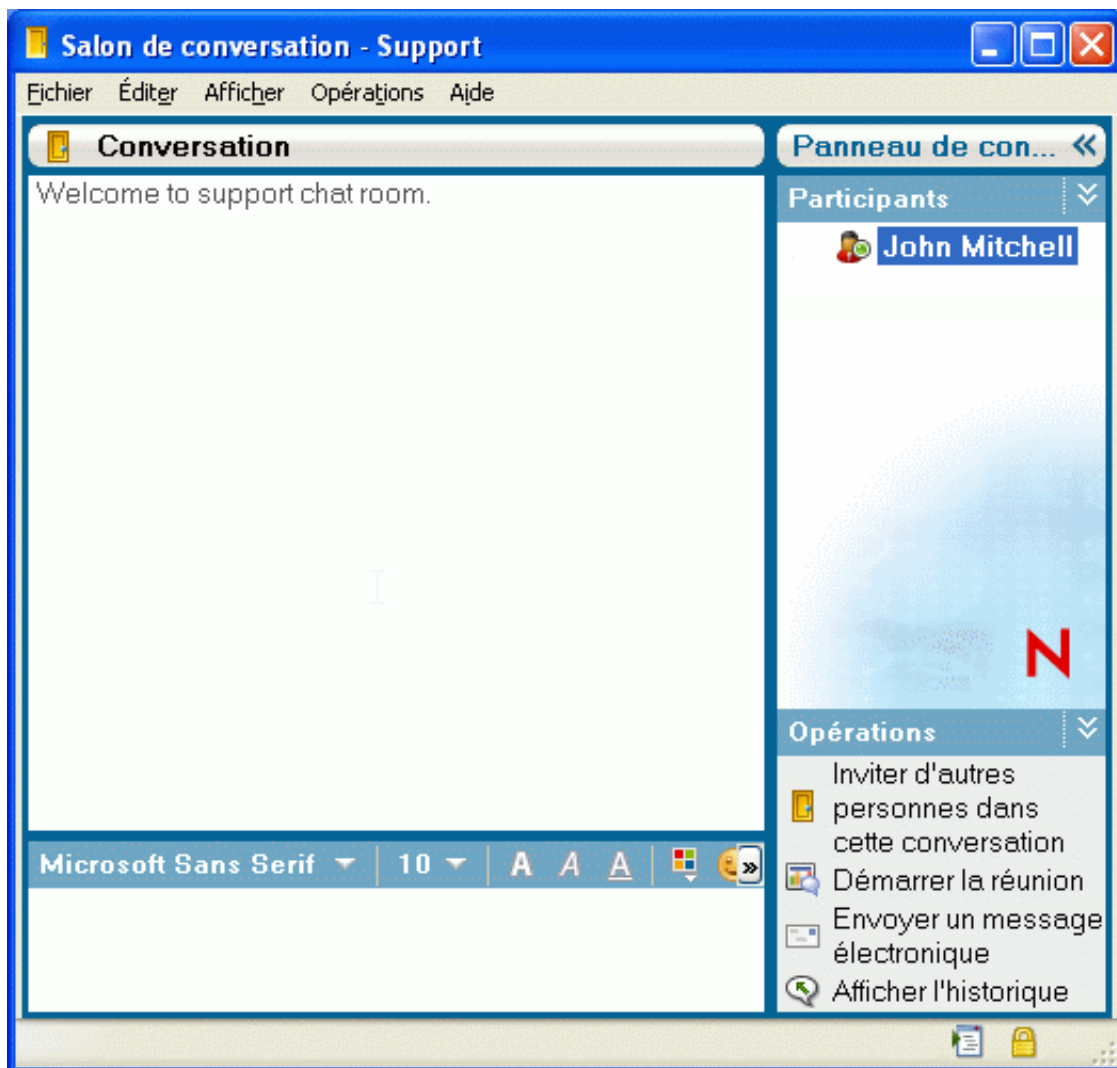 Salon de conversation - Support
Fichier Éditer Afficher Opérations Aide
Conversation
Panneau de con...
Welcome to support chat room.
Participants
John Mitchell
N
Opérations
Inviter d'autres
personnes dans
cette conversation
Démarrer la réunion
Envoyer un message
électronique
Afficher l'historique
Microsoft Sans Serif 10 A A A